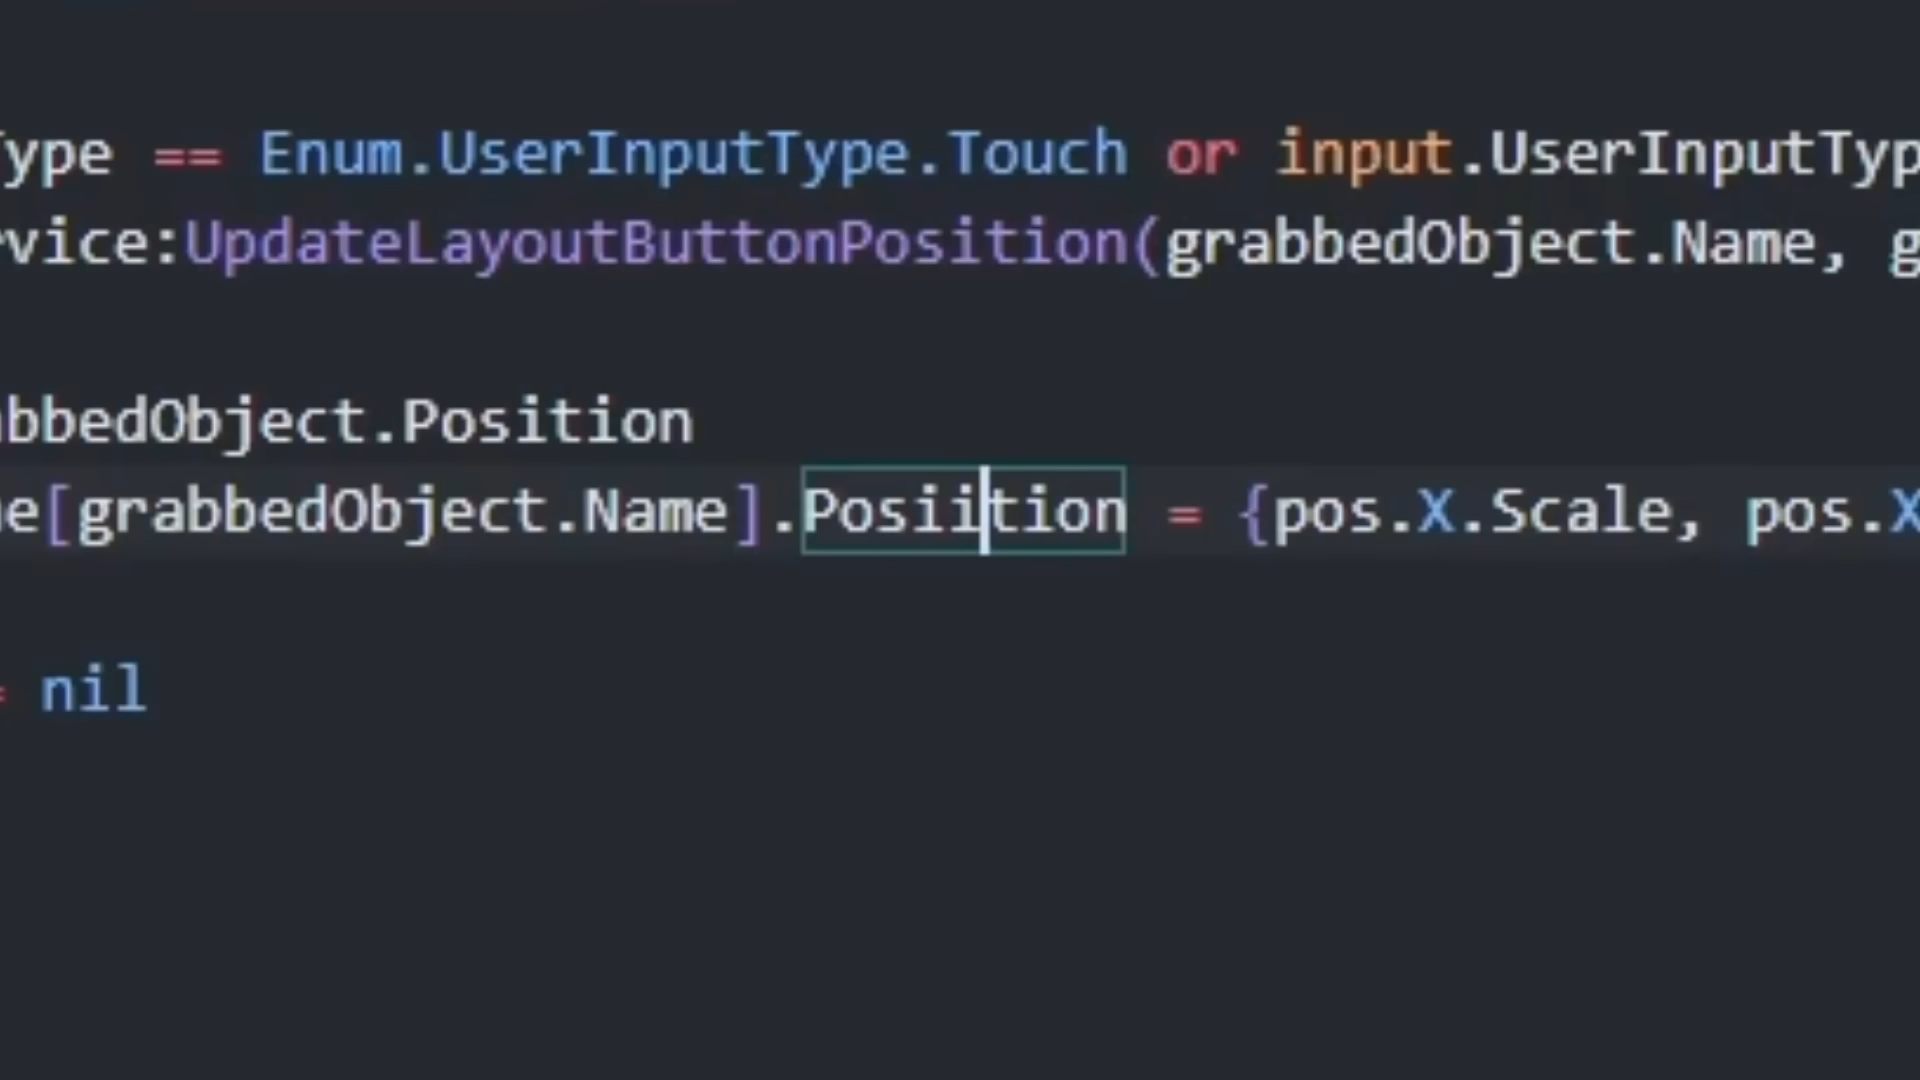 ype == Enum.UserInputType.Touch or input.UserInputTyp
vice:UpdateLayoutButtonPosition(grabbedObject.Name, g
bbedObject.Position
e[grabbedObject.Name].Posiition = {pos.X.Scale, pos.X
= nil